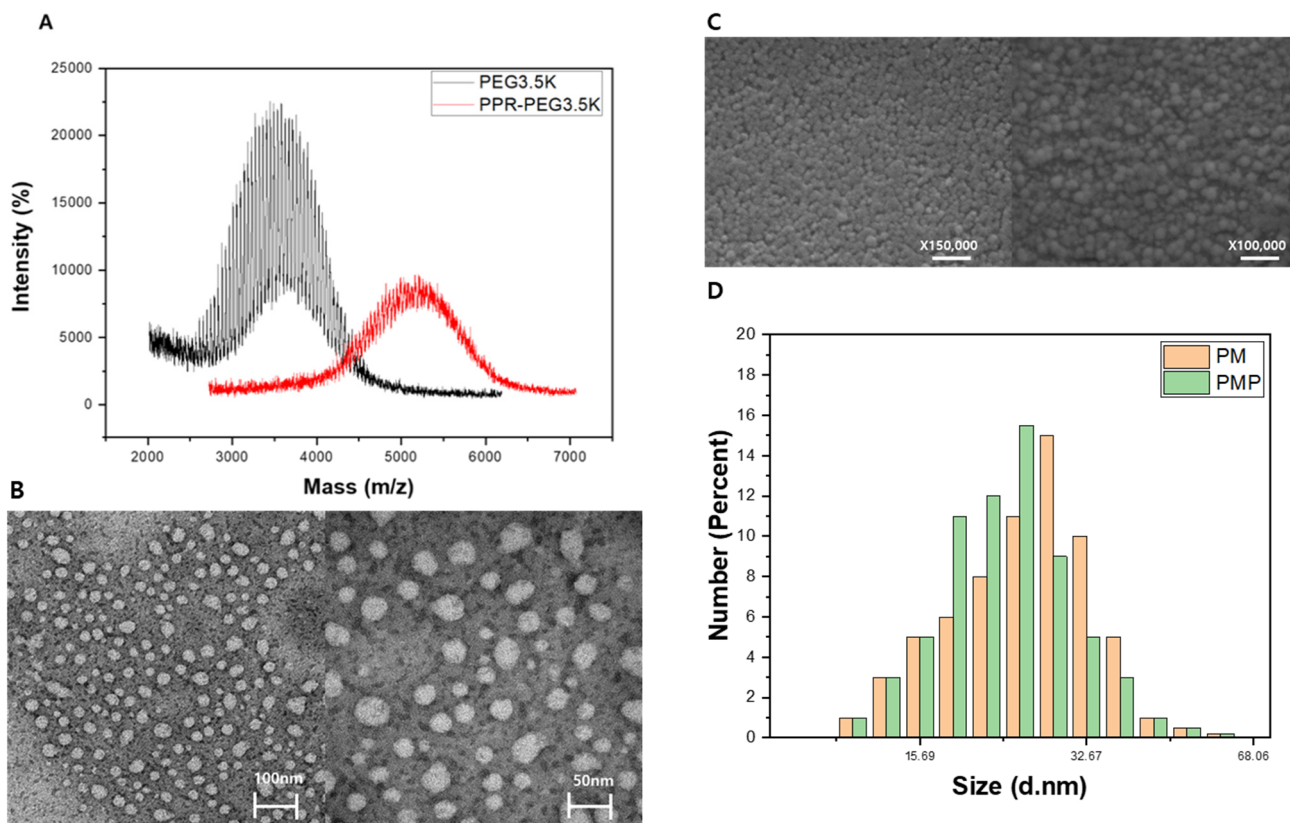 A
25000
20000
15000
10000
5000
0
Intensity (%)
PEG3.5K
PPR-PEG3.5K
2000 3000 4000 5000 6000 7000
Mass (m/z)
B
100nm
50nm
C
X150,000
X100,000
D
20
18
16
14
12
10
8
6
4
2
0
Number (Percent)
PM
PMP
15.69 32.67 68.06
Size (d.nm)